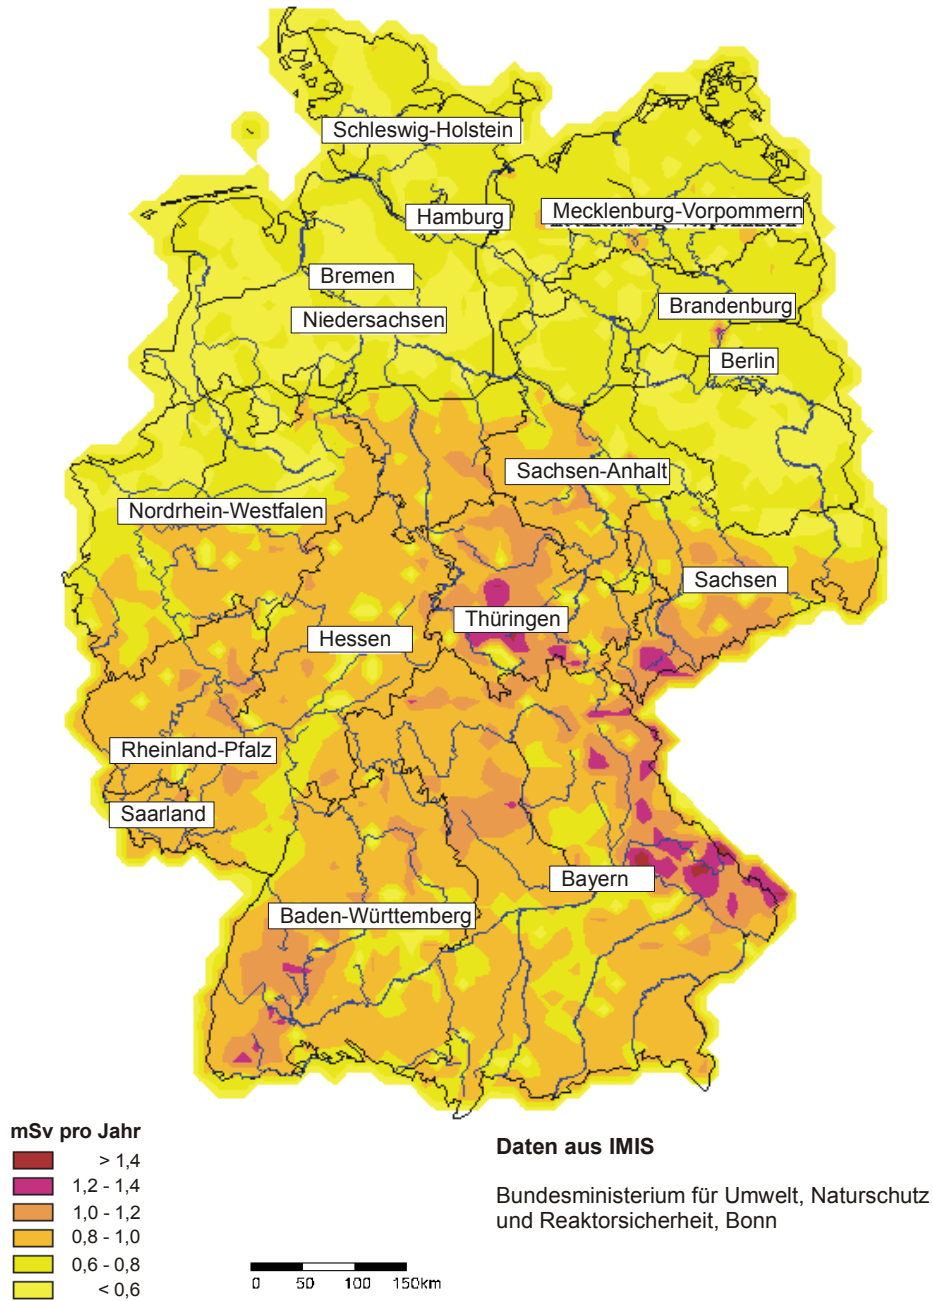 Schleswig-Holstein
Hamburg
Mecklenburg-Vorpommern
Bremen
Niedersachsen
Brandenburg
Berlin
Sachsen-Anhalt
Nordrhein-Westfalen
Sachsen
Thüringen
Hessen
Rheinland-Pfalz
Saarland
Bayern
Baden-Württemberg
mSv pro Jahr
> 1,4
1,2 - 1,4
1,0 - 1,2
0,8 - 1,0
0,6 - 0,8
< 0,6
0 50 100 150km
Daten aus IMIS
Bundesministerium für Umwelt, Naturschutz
und Reaktorsicherheit, Bonn